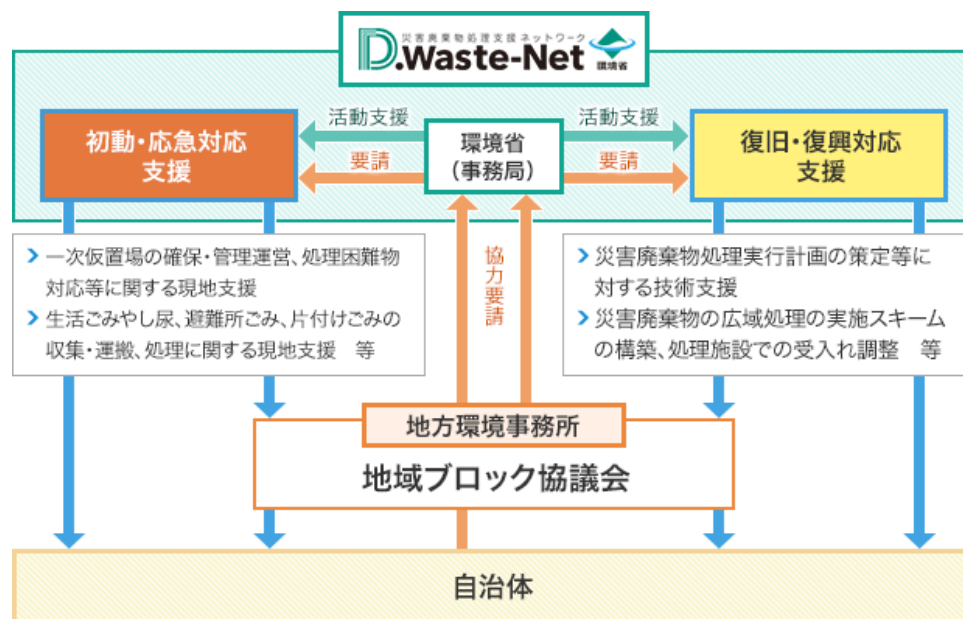 災害廃棄物処理支援ネットワーク
D.Waste-Net
環境省
初動・応急対応
支援
活動支援
要請
環境省
(事務局)
活動支援
要請
復旧・復興対応
支援
一次仮置場の確保・管理運営、処理困難物
対応等に関する現地支援
生活ごみやし尿、避難所ごみ、片付けごみの
収集・運搬、処理に関する現地支援 等
協力要請
災害廃棄物処理実行計画の策定等に
対する技術支援
災害廃棄物の広域処理の実施スキーム
の構築、処理施設での受入れ調整 等
地方環境事務所
地域ブロック協議会
自治体